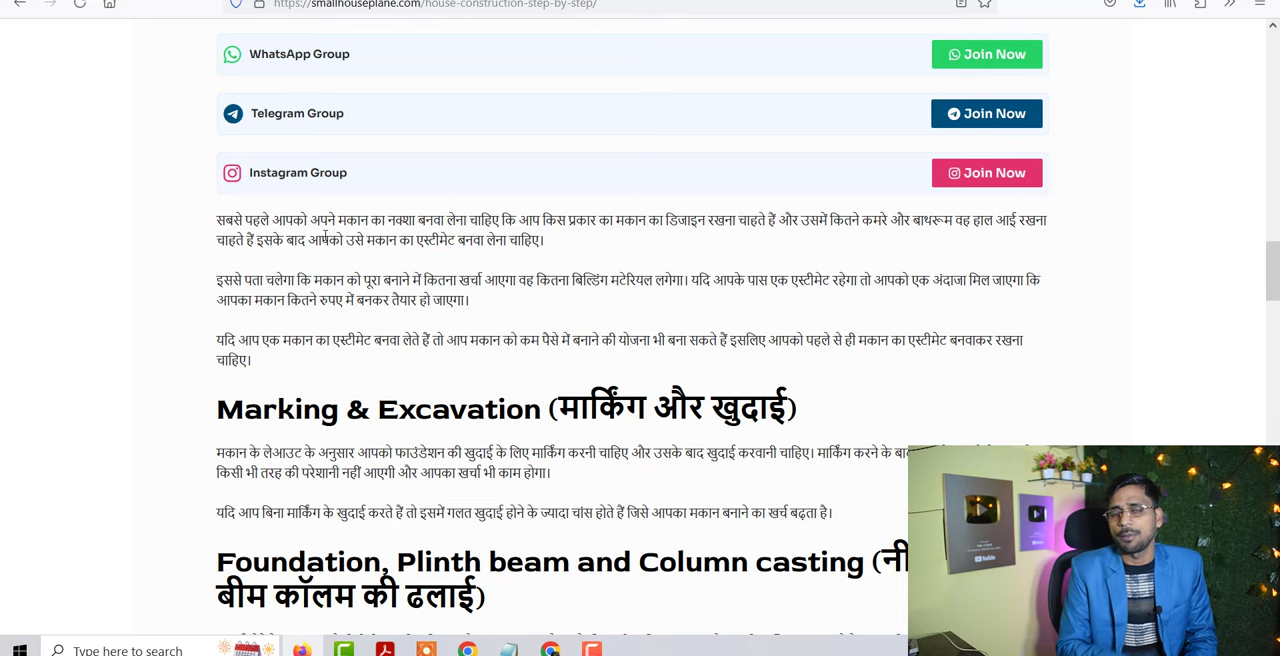 https://smallhouseplane.com/house-construction-step-by-step/
WhatsApp Group
Join Now
Telegram Group
Join Now
Instagram Group
Join Now
सबसे पहले आपको अपने मकान का नक्शा बनवा लेना चाहिए कि आप किस प्रकार का मकान का डिजाइन रखना चाहते हैं और उसमें कितने कमरे और बाथरूम वह हाल आई रखना
चाहते हैं इसके बाद आपको उसे मकान का एस्टीमेट बनवा लेना चाहिए।
इससे पता चलेगा कि मकान को पूरा बनाने में कितना खर्चा आएगा वह कितना बिल्डिंग मटेरियल लगेगा। यदि आपके पास एक एस्टीमेट रहेगा तो आपको एक अंदाजा मिल जाएगा कि
आपका मकान कितने रुपए में बनकर तैयार हो जाएगा।
यदि आप एक मकान का एस्टीमेट बनवा लेते हैं तो आप मकान को कम पैसे में बनाने की योजना भी बना सकते हैं इसलिए आपको पहले से ही मकान का एस्टीमेट बनवाकर रखना
चाहिए।
Marking & Excavation (मार्किंग और खुदाई)
मकान के लेआउट के अनुसार आपको फाउंडेशन की खुदाई के लिए मार्किंग करनी चाहिए और उसके बाद खुदाई करवानी चाहिए। मार्किंग करने के
किसी भी तरह की परेशानी नहीं आएगी और आपका खर्चा भी काम होगा।
यदि आप बिना मार्किंग के खुदाई करते हैं तो इसमें गलत खुदाई होने के ज्यादा चांस होते हैं जिसे आपका मकान बनाने का खर्च बढ़ता है।
Foundation, Plinth beam and Column casting
बीम कॉलम की ढलाई)
YouTube
Type here to search